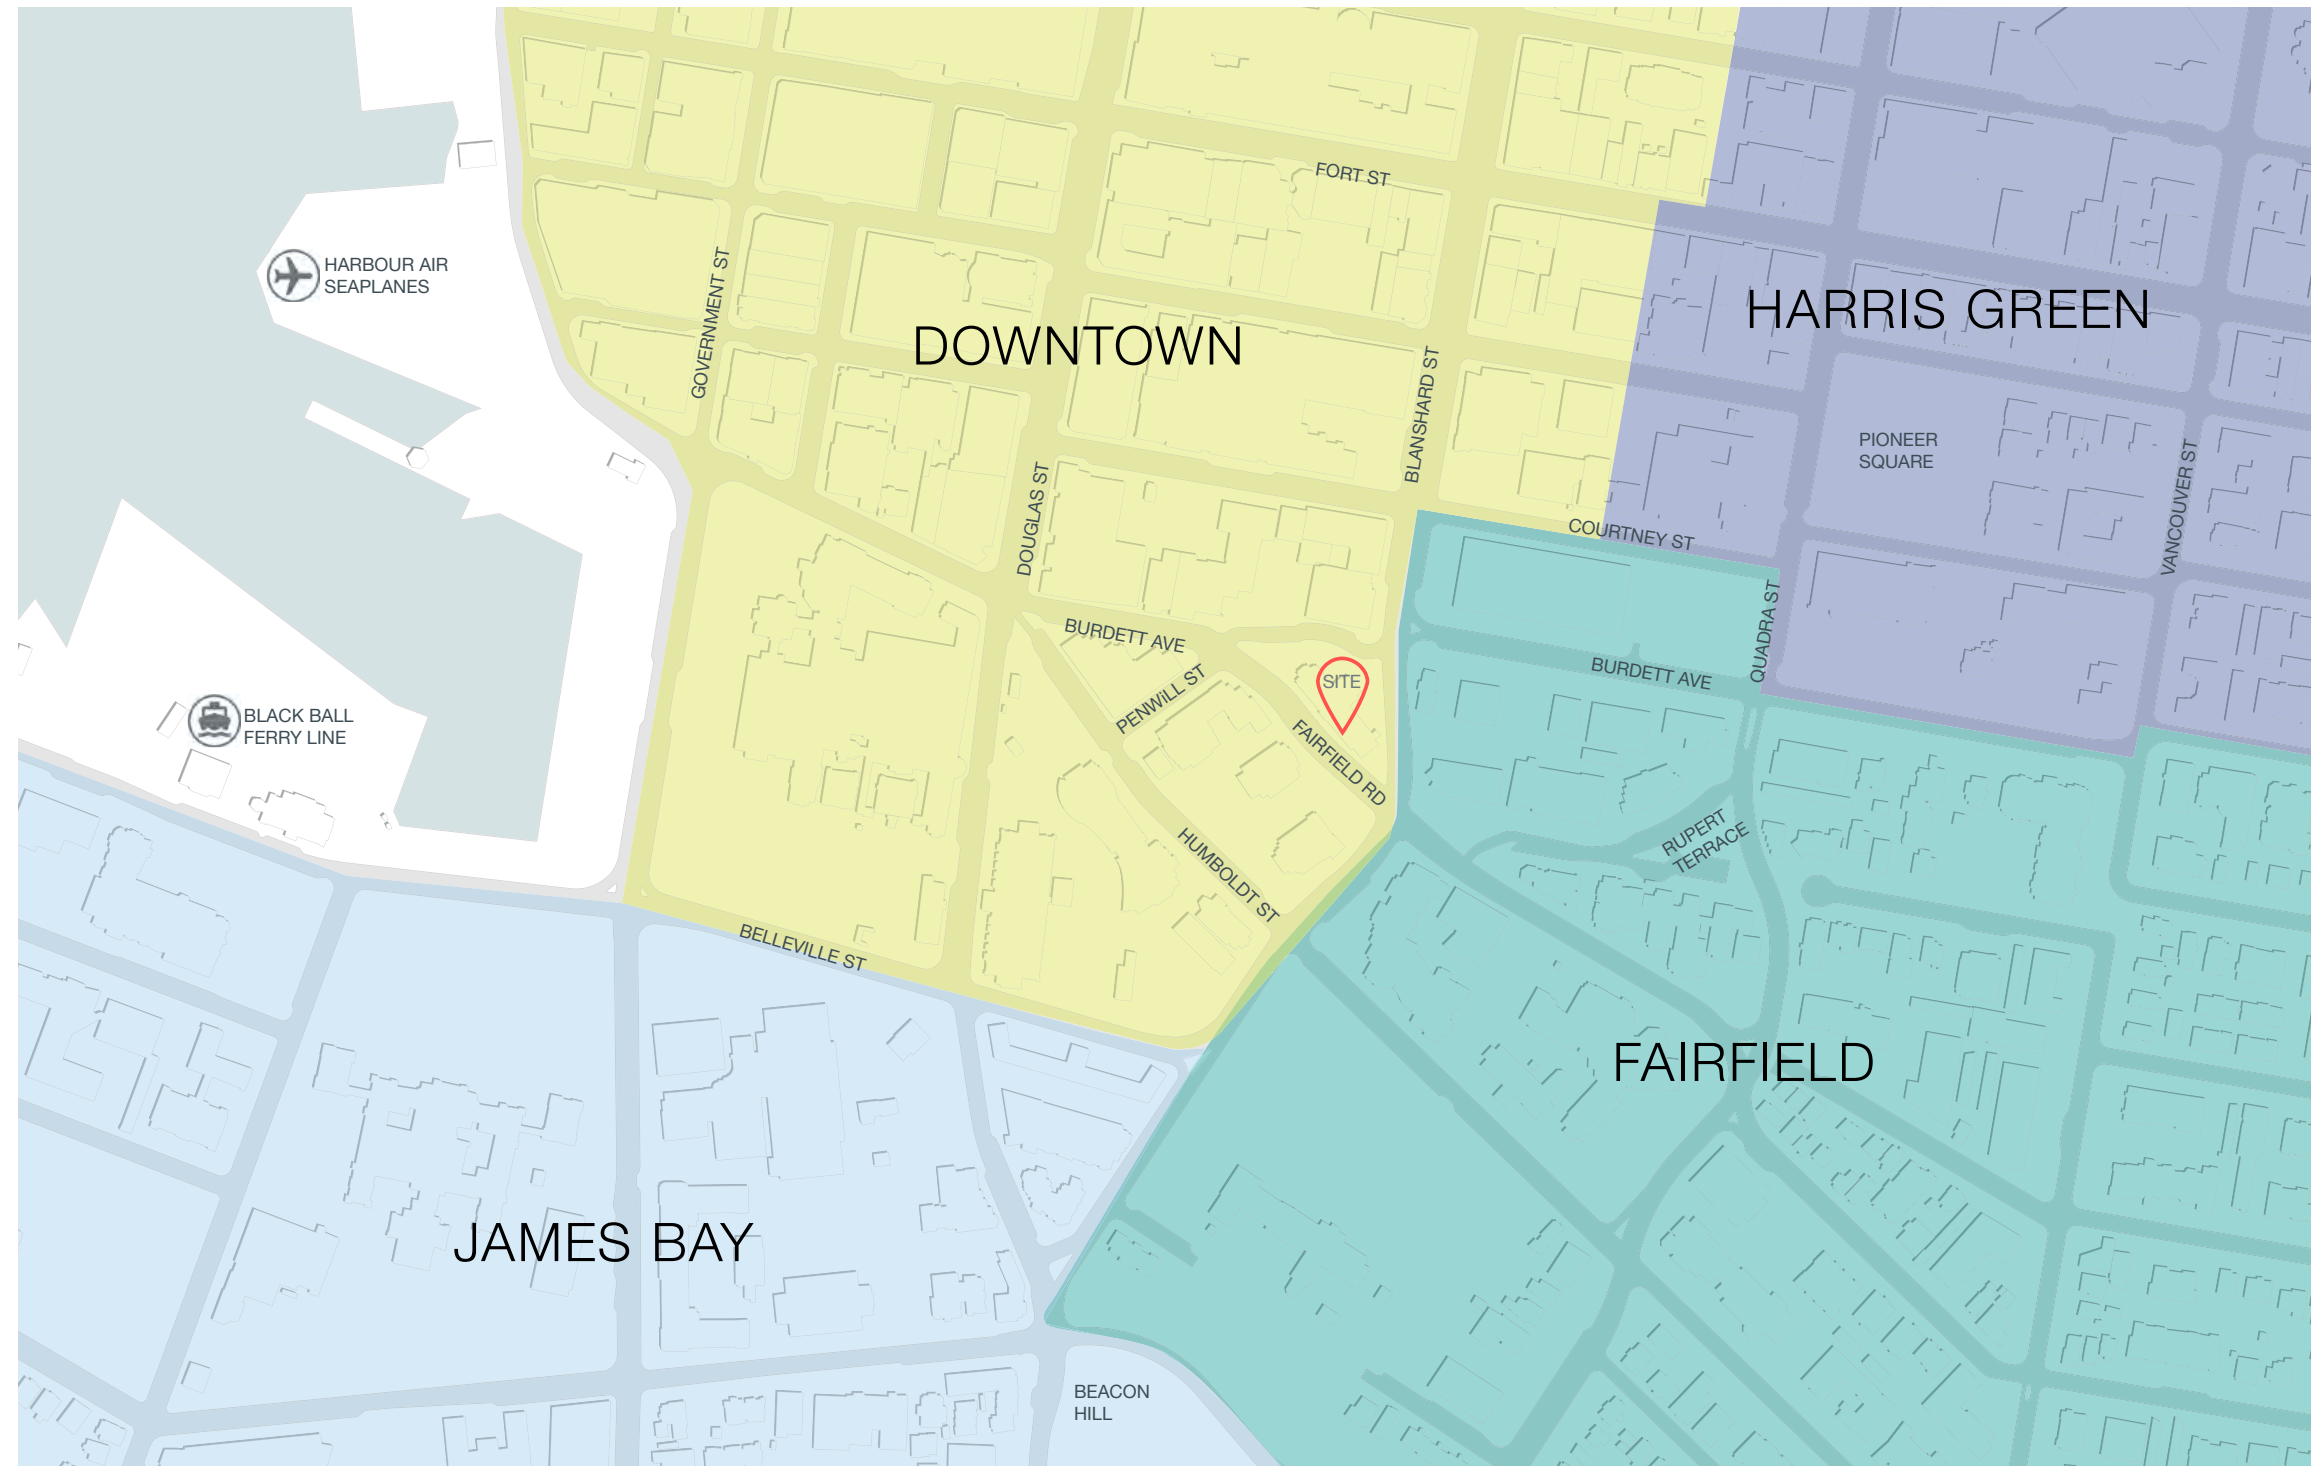 FORT ST
HARBOUR AIR
SEAPLANES
GOVERNMENT ST
DOWNTOWN
HARRIS GREEN
BLANSHARD ST
PIONEER
SQUARE
VANCOUVER ST
DOUGLAS ST
COURTNEY ST
QUADRA ST
BURDETT AVE
BURDETT AVE
SITE
PENWiLL ST
FAIRFIELD RD
BLACK BALL
FERRY LINE
RUPERT
TERRACE
HUMBOLDT ST
BELLEVILLE ST
FAIRFIELD
JAMES BAY
BEACON
HILL